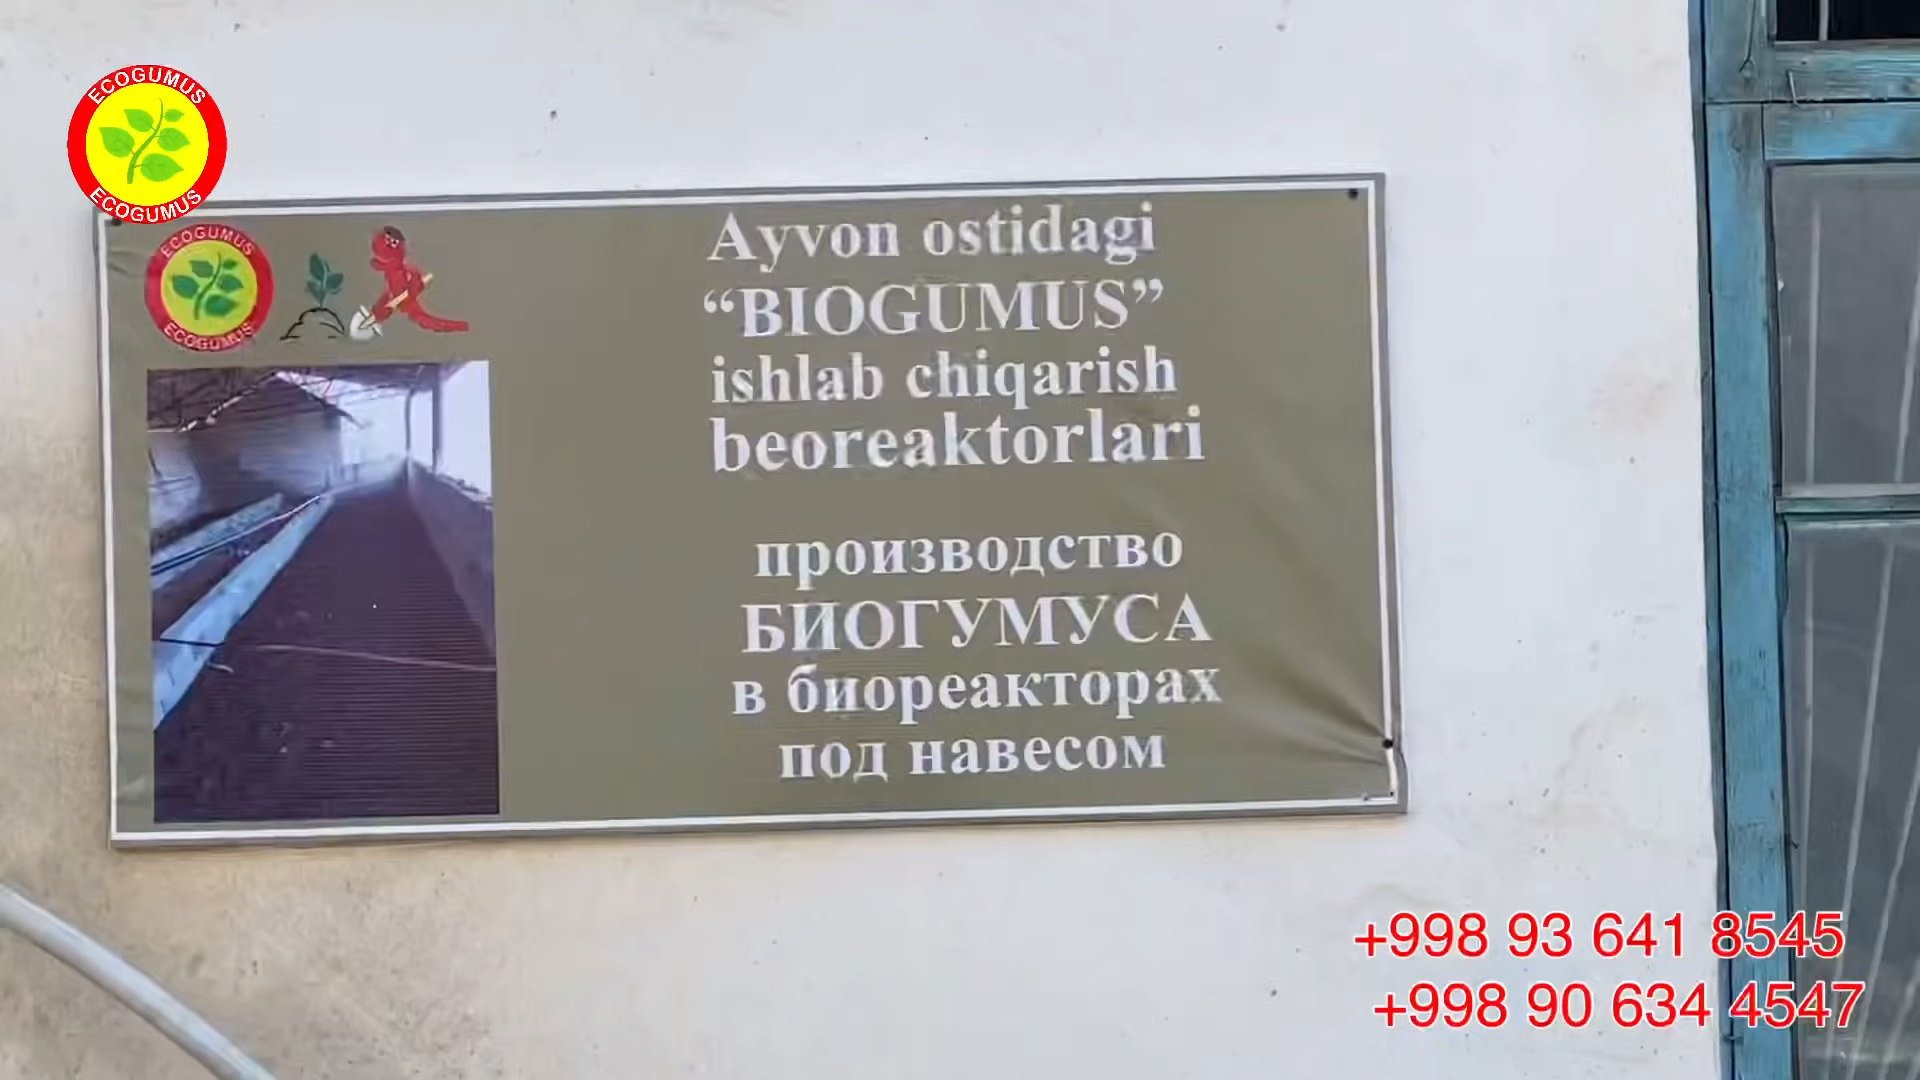 ECOGUMUS
ECOGUMUS
ECOGUMUS
ECOGUMUS
Ayvon ostidagi
“BIOGUMUS”
ishlab chiqarish
beoreaktorlari
производство
БИОГУМУСА
в биореакторах
под навесом
+998 93 641 8545
+998 90 634 4547